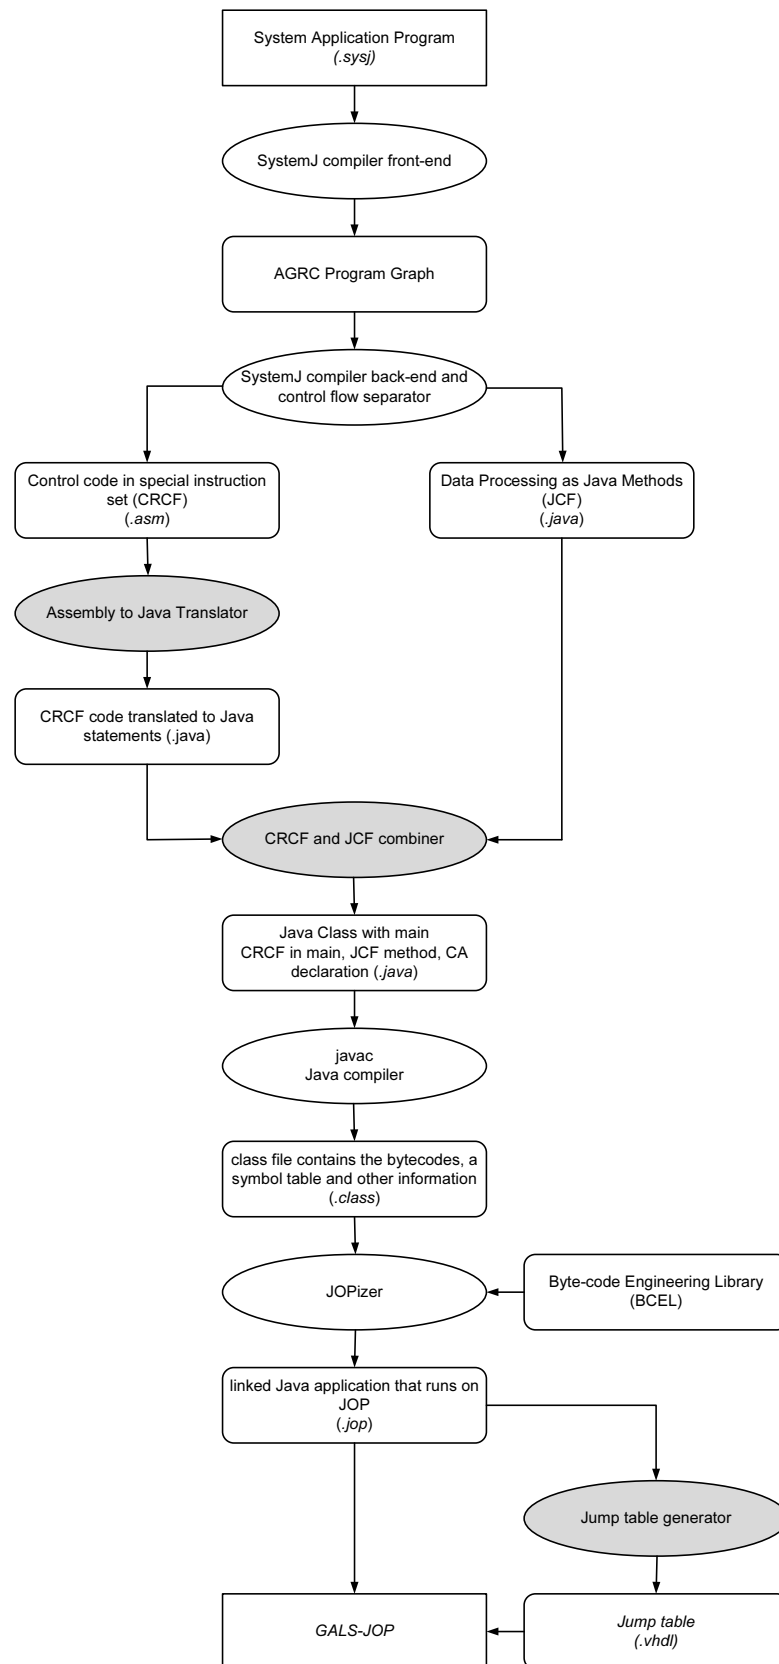 System Application Program
(.sysj)
SystemJ compiler front-end
AGRC Program Graph
SystemJ compiler back-end and
control flow separator
Control code in special instruction
set (CRCF)
(.asm)
Data Processing as Java Methods
(JCF)
(.java)
Assembly to Java Translator
CRCF code translated to Java
statements (.java)
CRCF and JCF combiner
Java Class with main
CRCF in main, JCF method, CA
declaration (.java)
javac
Java compiler
class file contains the bytecodes, a
symbol table and other information
(.class)
JOPizer
Byte-code Engineering Library
(BCEL)
linked Java application that runs on
JOP
(.jop)
Jump table generator
GALS-JOP
Jump table
(.vhdl)